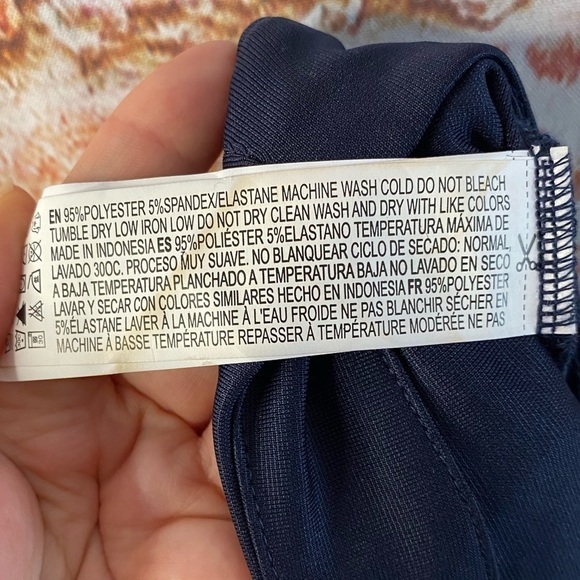 EN 95%POLYESTER 5%SPANDEX/ELASTANE MACHINE WASH COLD DO NOT BLEACH
TUMBLE DRY LOW IRON LOW DO NOT DRY CLEAN WASH AND DRY WITH LIKE COLORS
MADE IN INDONESIA ES 95%POLIÉSTER 5%ELASTANO TEMPERATURA MÁXIMA DE
LAVADO 30OC. PROCESO MUY SUAVE. NO BLANQUEAR CICLO DE SECADO: NORMAL,
A BAJA TEMPERATURA PLANCHADO A TEMPERATURA BAJA NO LAVADO EN SECO
LAVAR Y SECAR CON COLORES SIMILARES HECHO EN INDONESIA FR 95%POLYESTER
5%ÉLASTANE LAVER À LA MACHINE À L'EAU FROIDE NE PAS BLANCHIR SÉCHER EN
MACHINE À BASSE TEMPÉRATURE REPASSER À TEMPÉRATURE MODÉRÉE NE PAS